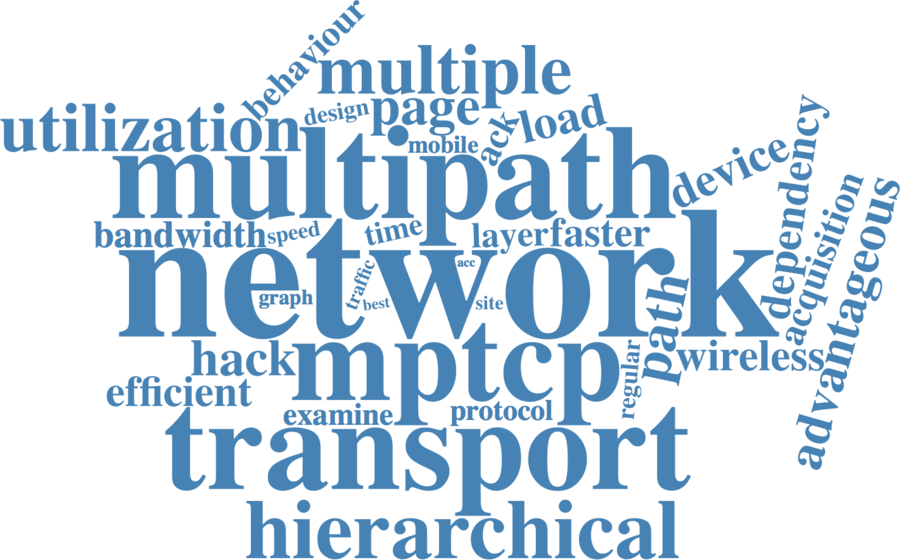 behaviour
multiple
design
page
load
utilization
mobile
ack
multipath
device
dependency
bandwidth
speed
time
layer
faster
acquisition
advantageous
network
acc
traffic
graph
best
site
path
hack
mptcp
regular
wireless
efficient
examine
protocol
transport
hierarchical